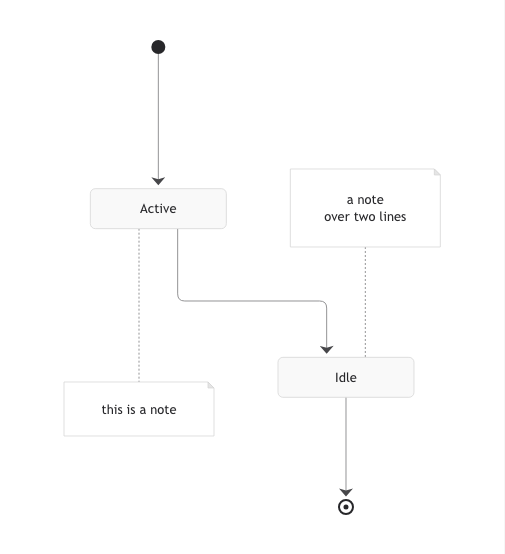 Active
a note
over two lines
Idle
this is a note